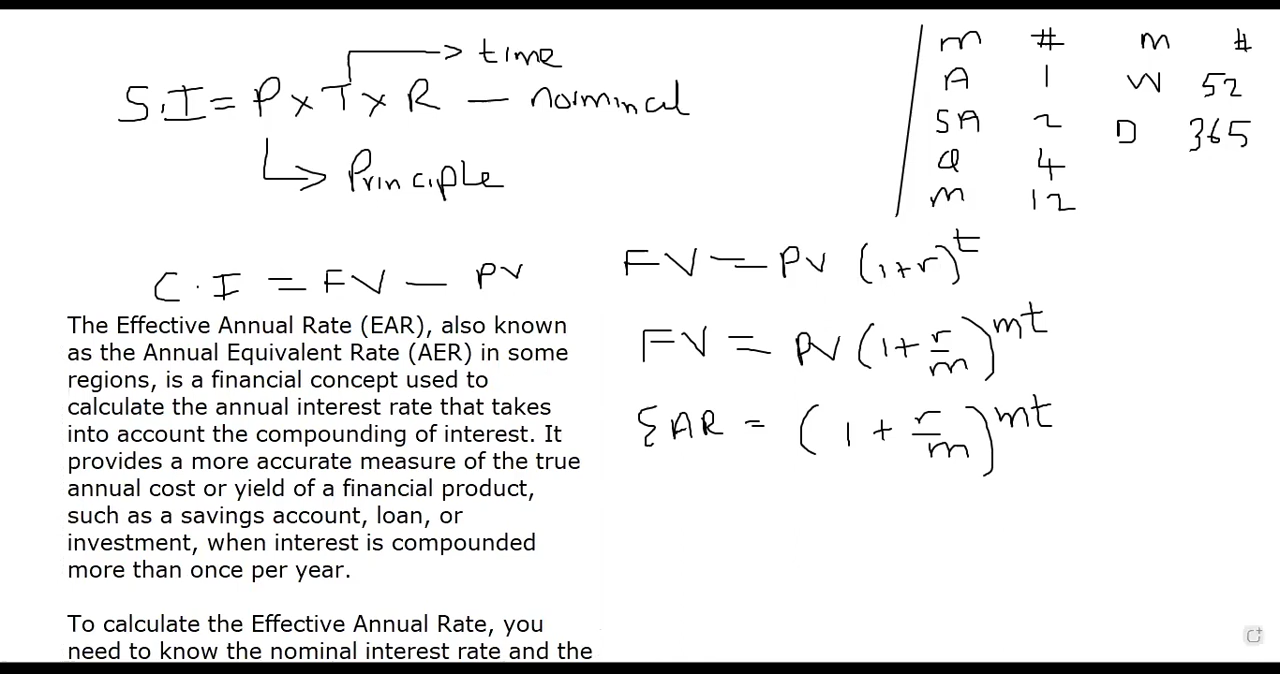 time
S.I = P x T x R — norminal
Principle
m # m #
A 1 W 52
SA 2 D 365
Q 4
m 12
C.I = FV — PV
FV = PV (1+r)^t
FV = PV (1+r/m)^mt
EAR = (1+r/m)^mt
The Effective Annual Rate (EAR), also known
as the Annual Equivalent Rate (AER) in some
regions, is a financial concept used to
calculate the annual interest rate that takes
into account the compounding of interest. It
provides a more accurate measure of the true
annual cost or yield of a financial product,
such as a savings account, loan, or
investment, when interest is compounded
more than once per year.
To calculate the Effective Annual Rate, you
need to know the nominal interest rate and the